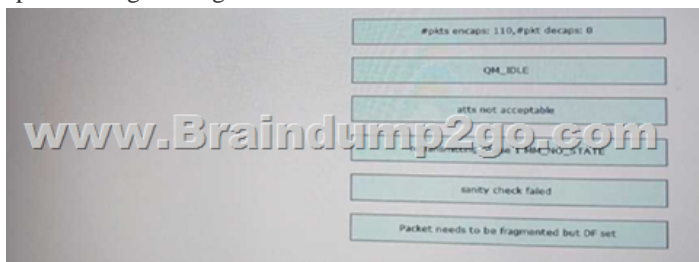 #pkts encaps: 110,#pkt decaps: 0
QM_IDLE
atts not acceptable
www.Braindump2go.com
MM_NO_STATE
sanity check failed
Packet needs to be fragmented but DF set